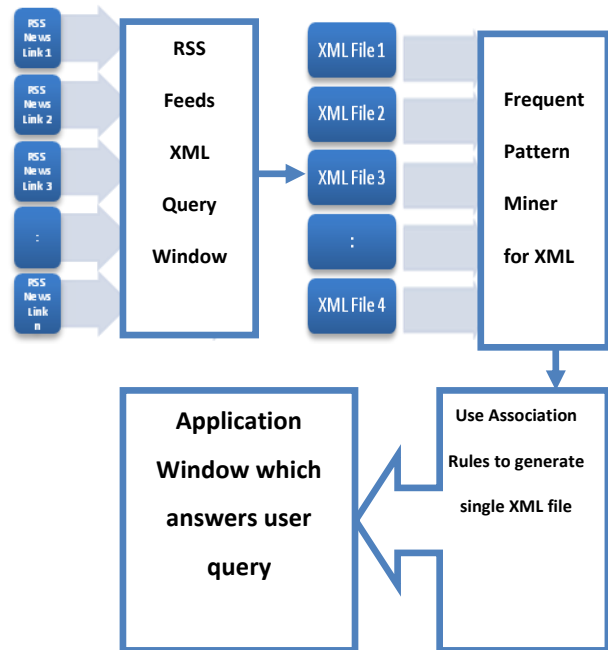 RSS
News
Link 1
RSS
News
Link 2
RSS
News
Link 3
:
RSS
News
Link
n
RSS
Feeds
XML
Query
Window
XML File 1
XML File 2
XML File 3
:
XML File 4
Frequent
Pattern
Miner
for XML
Use Association
Rules to generate
single XML file
Application
Window which
answers user
query